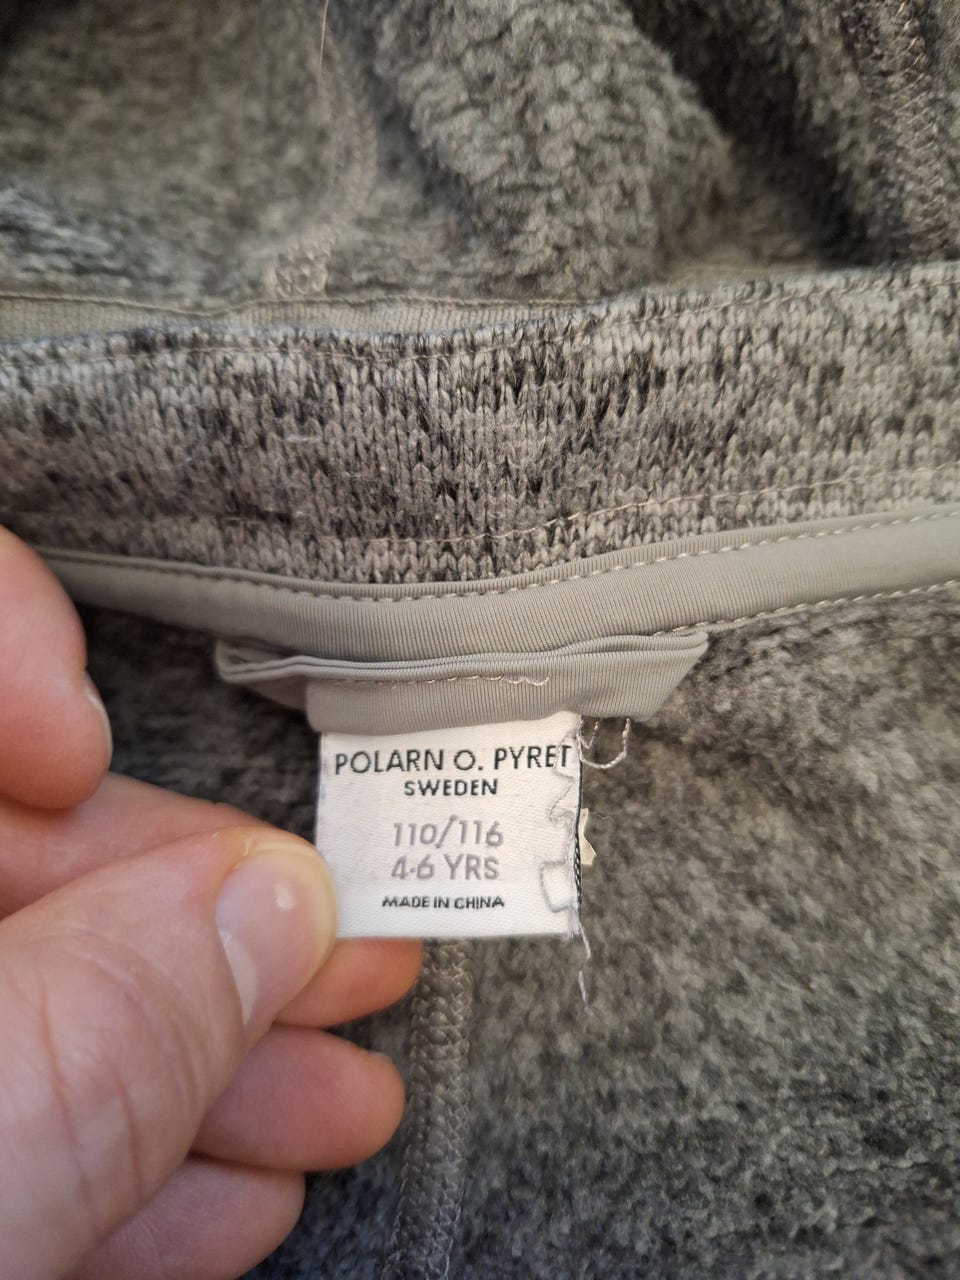 POLARN O. PYRET
SWEDEN
110/116
4-6 YRS
MADE IN CHINA